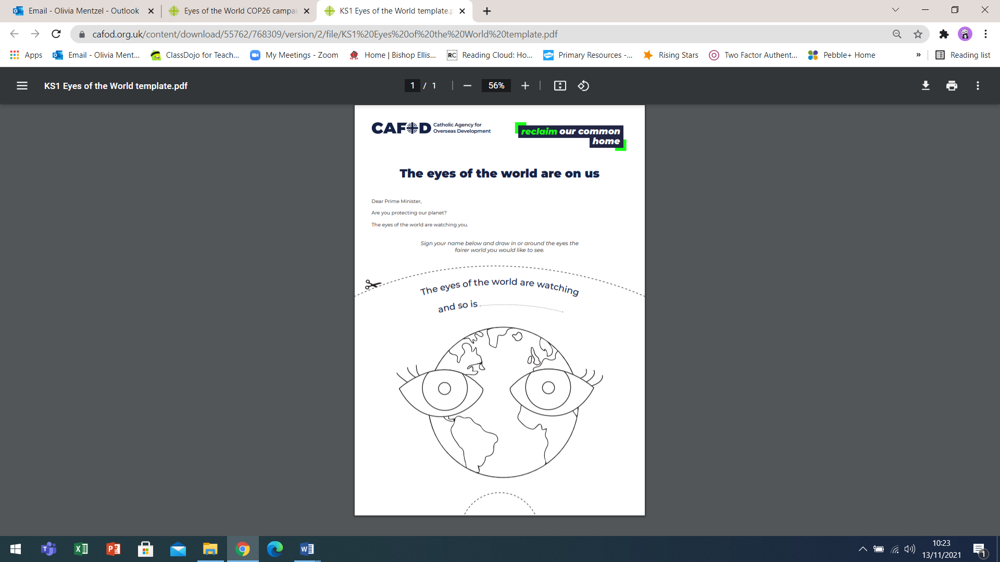 Email - Olivia Mentzel - Outlook
Eyes of the World COP26 campai
KS1 Eyes of the World template.p
cafod.org.uk/content/download/55762/768309/version/2/file/KS1%20Eyes%20of%20the%20World%20template.pdf
Apps
Email - Olivia Ment...
ClassDojo for Teach...
My Meetings - Zoom
Home | Bishop Ellis...
RC
Reading Cloud: Ho...
Primary Resources -...
Rising Stars
Two Factor Authent...
Pebble+ Home
»
Reading list
KS1 Eyes of the World template.pdf
1 / 1
56%
CAFOD
Catholic Agency for
Overseas Development
reclaim our common
home
The eyes of the world are on us
Dear Prime Minister,
Are you protecting our planet?
The eyes of the world are watching you.
Sign your name below and draw in or around the eyes the
fairer world you would like to see.
The eyes of the world are watching
and so is
10:23
13/11/2021
1